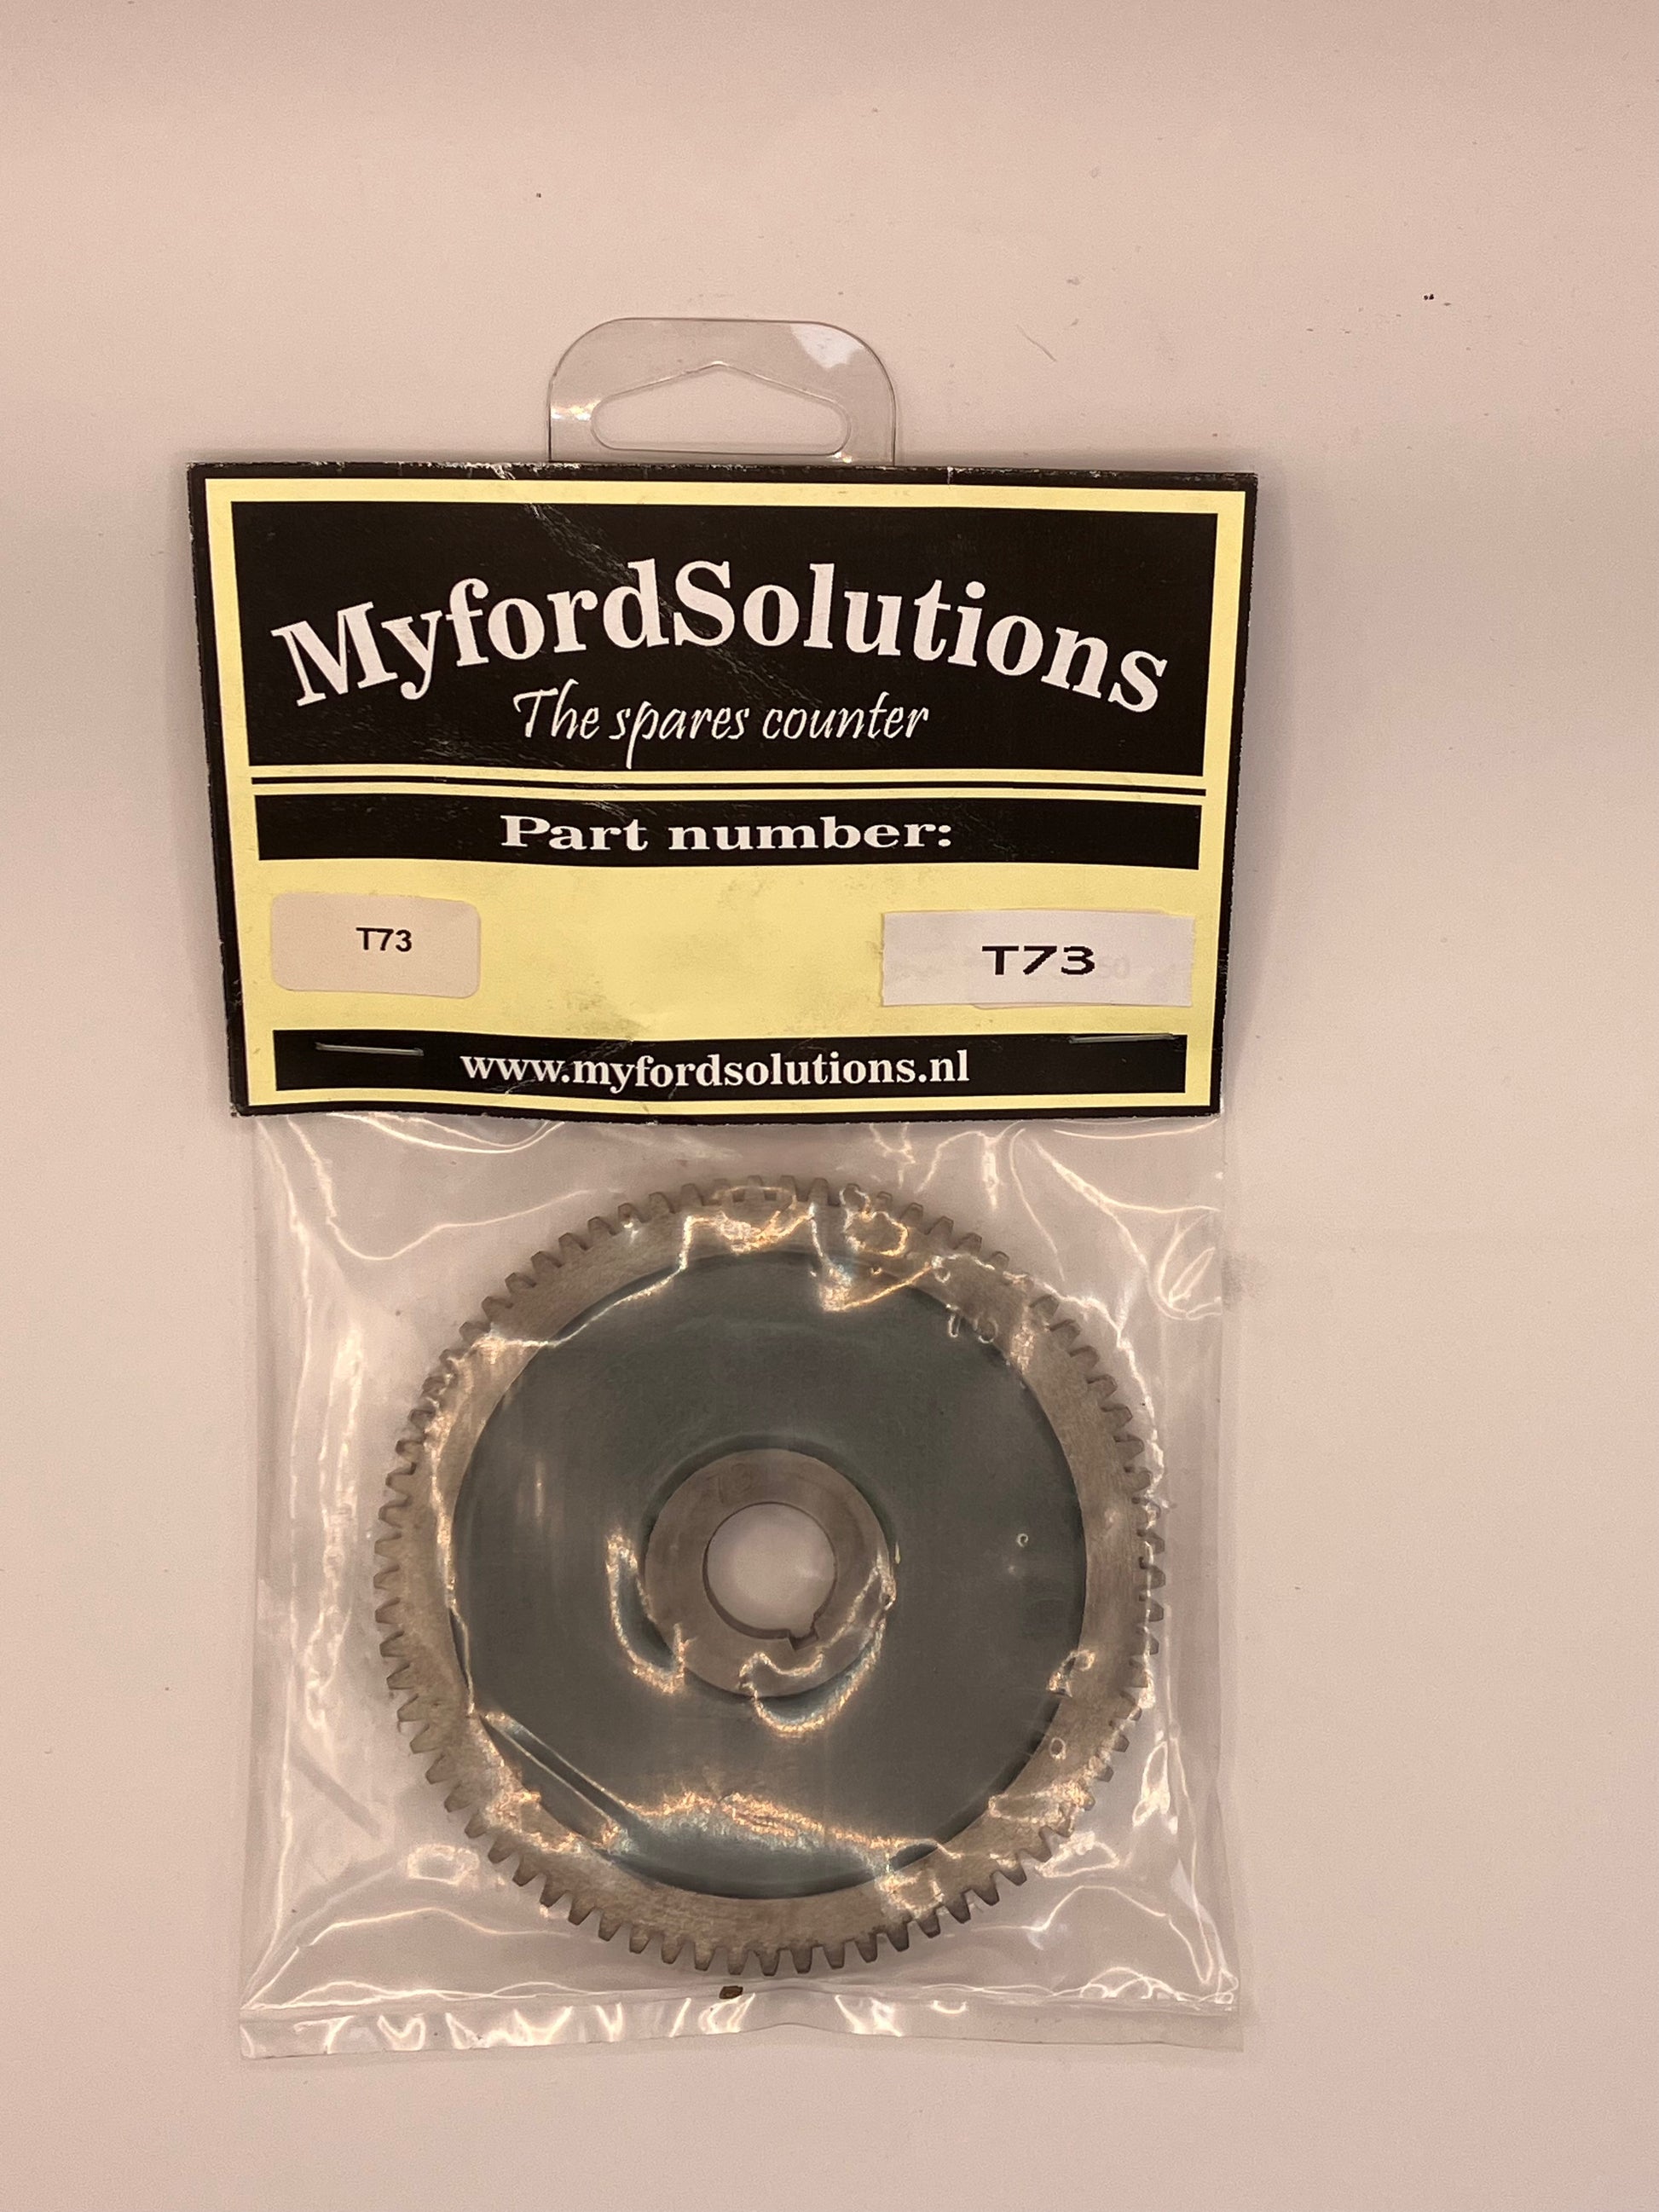 MyfordSolutions
The spares counter
Part number:
T73
T73
www.myfordsolutions.nl